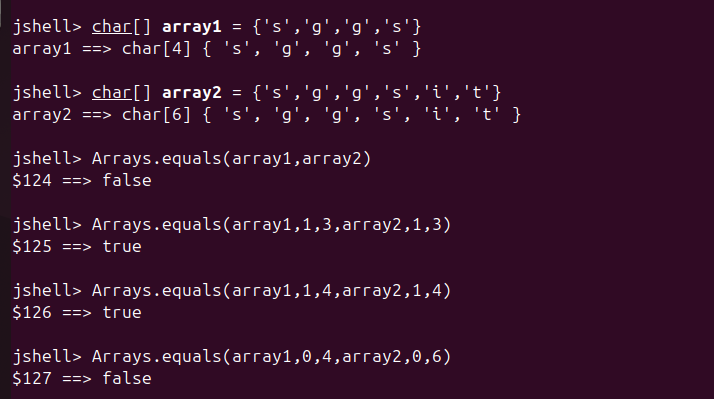 jshell> char[] array1 = {'s','g','g','s'}
array1 ==> char[4] { 's', 'g', 'g', 's' }
jshell> char[] array2 = {'s','g','g','s','i','t'}
array2 ==> char[6] { 's', 'g', 'g', 's', 'i', 't' }
jshell> Arrays.equals(array1,array2)
$124 ==> false
jshell> Arrays.equals(array1,1,3,array2,1,3)
$125 ==> true
jshell> Arrays.equals(array1,1,4,array2,1,4)
$126 ==> true
jshell> Arrays.equals(array1,0,4,array2,0,6)
$127 ==> false